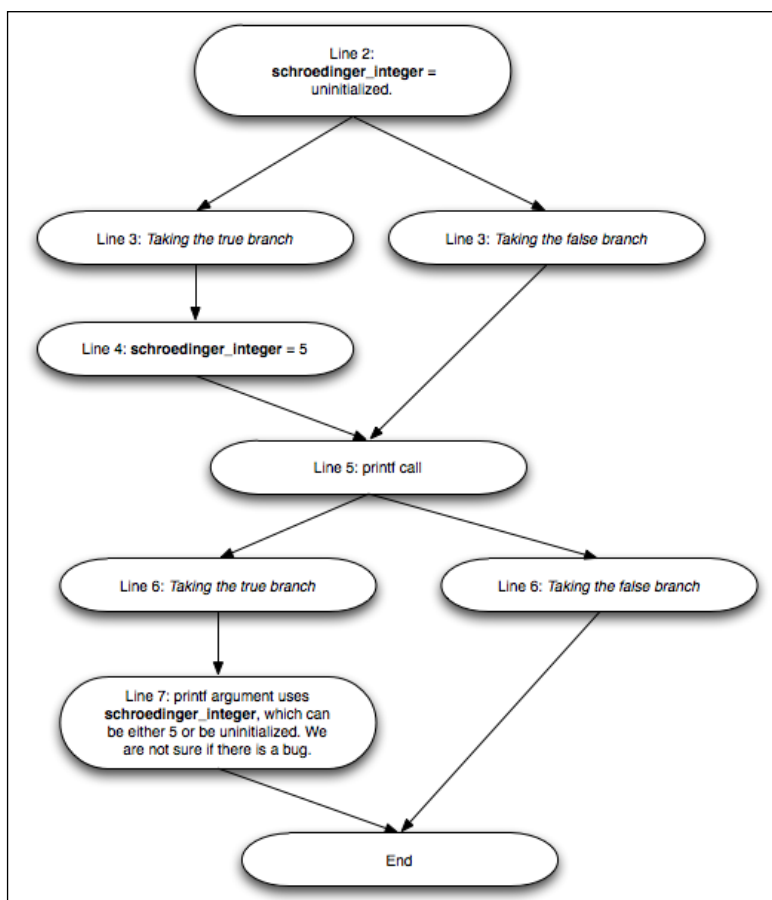 Line 2:
schroedinger_integer =
uninitialized.
Line 3: Taking the true branch
Line 3: Taking the false branch
Line 4: schroedinger_integer = 5
Line 5: printf call
Line 6: Taking the true branch
Line 6: Taking the false branch
Line 7: printf argument uses
schroedinger_integer, which can
be either 5 or be uninitialized. We
are not sure if there is a bug.
End